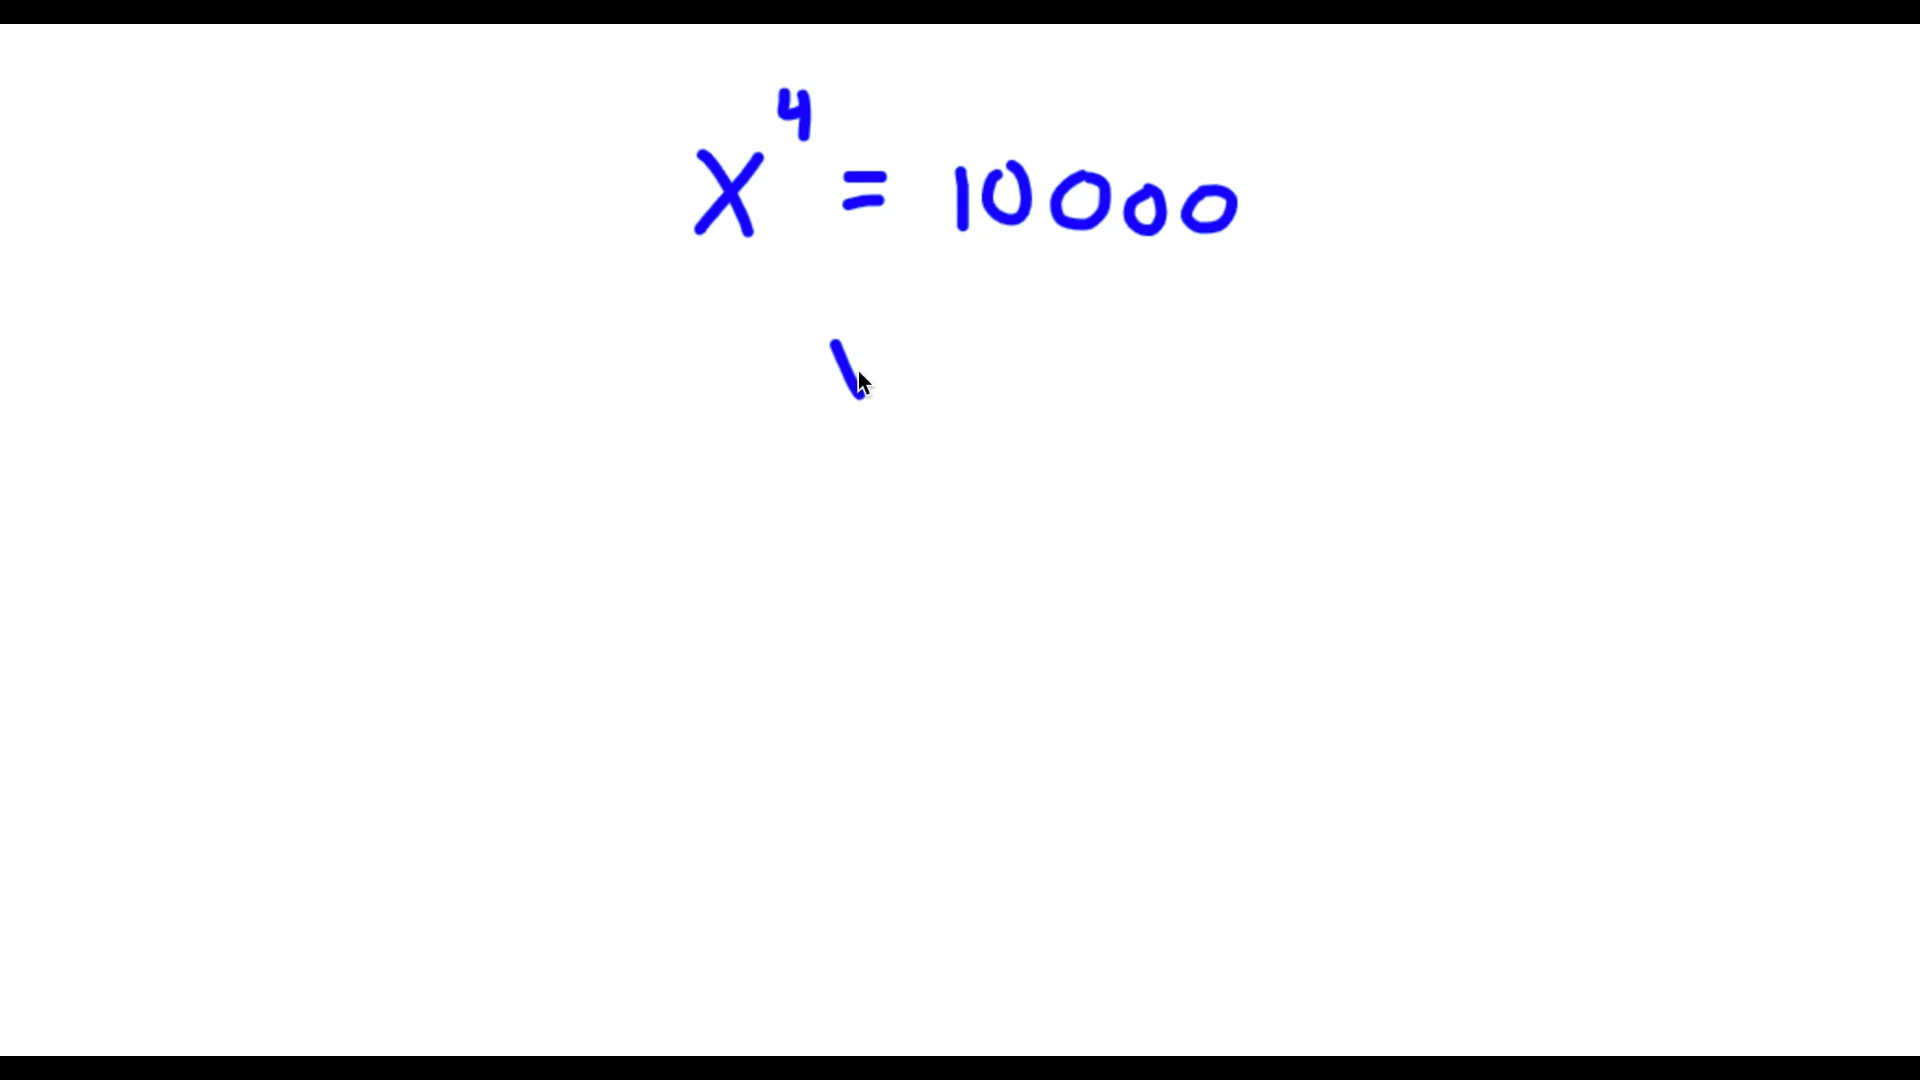 x⁴ = 10000